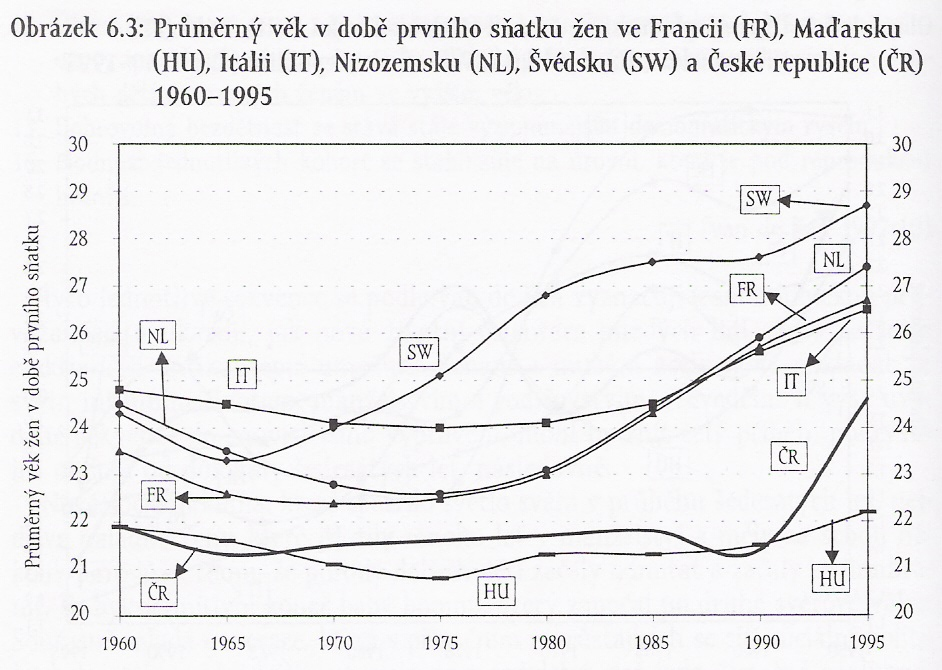 Obrázek 6.3: Průměrný věk v době prvního sňatku žen ve Francii (FR), Maďarsku
(HU), Itálii (IT), Nizozemsku (NL), Švédsku (SW) a České republice (ČR)
1960–1995
Průměrný věk žen v době prvního sňatku
30 30
29 29
SW
28 28
NL
27 27
FR
26 26
NL
SW
IT
IT
25 25
24 24
ČR
23 23
FR
22 22
21 21
ČR
HU
HU
20 20
1960 1965 1970 1975 1980 1985 1990 1995